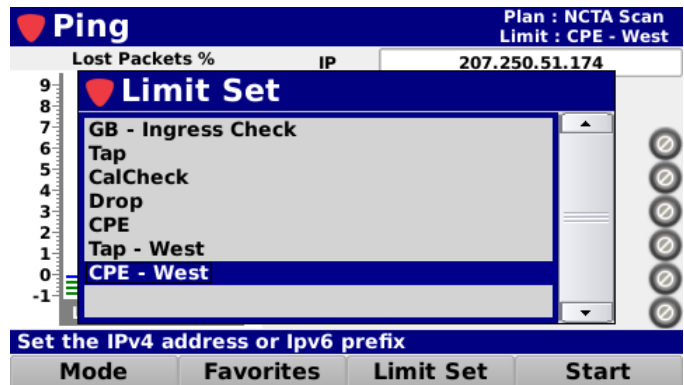 Ping
Plan : NCTA Scan
Limit : CPE - West
Lost Packets %
IP
207.250.51.174
9
8
7
6
5
4
3
2
1
0
-1
Limit Set
GB - Ingress Check
Tap
CalCheck
Drop
CPE
Tap - West
CPE - West
Set the IPv4 address or Ipv6 prefix
Mode
Favorites
Limit Set
Start